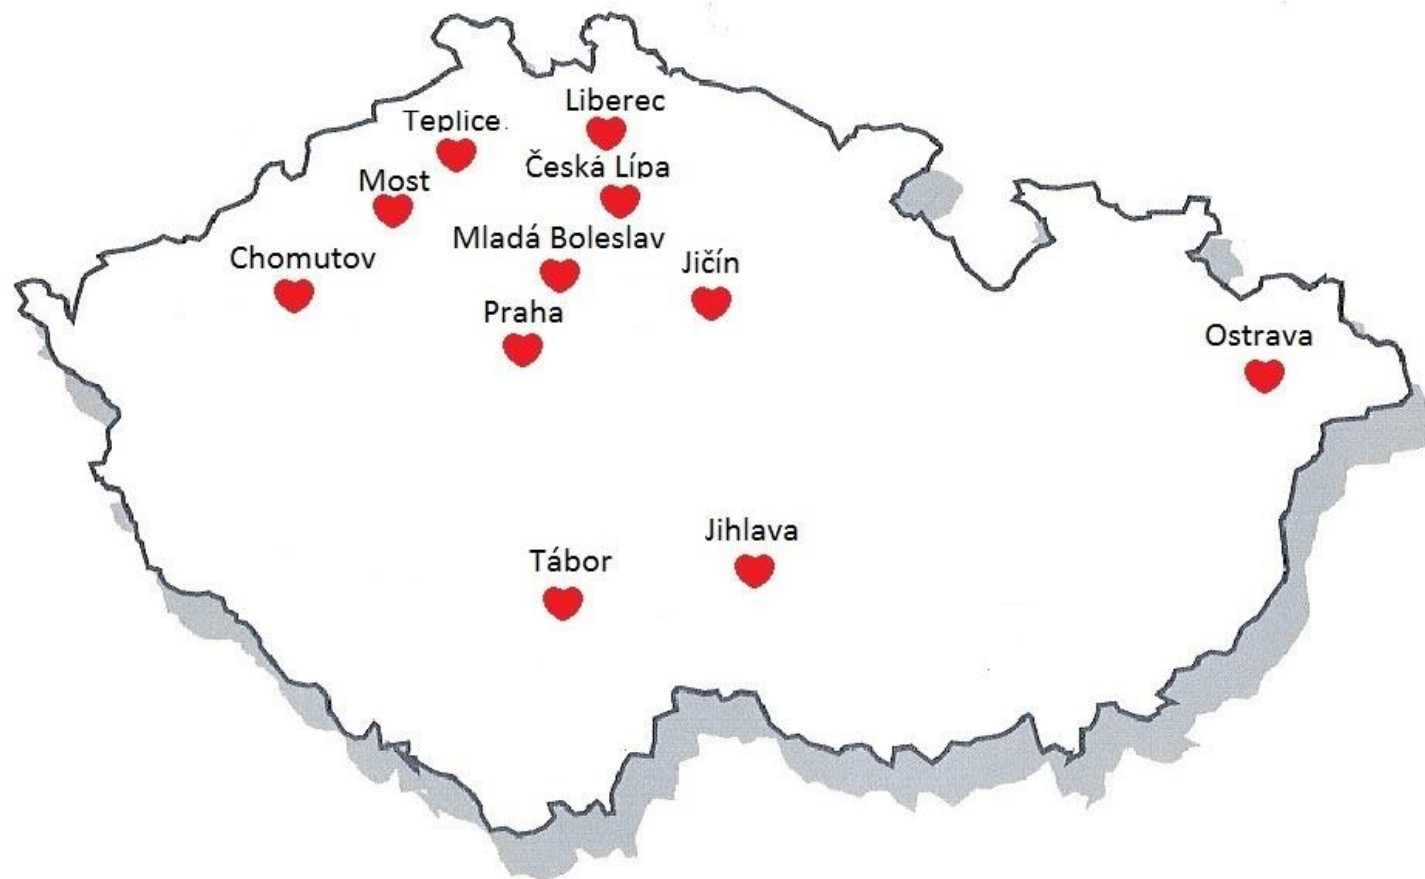 Liberec
Teplice
Česká Lípa
Most
Mladá Boleslav
Chomutov
Jičín
Praha
Ostrava
Jihlava
Tábor